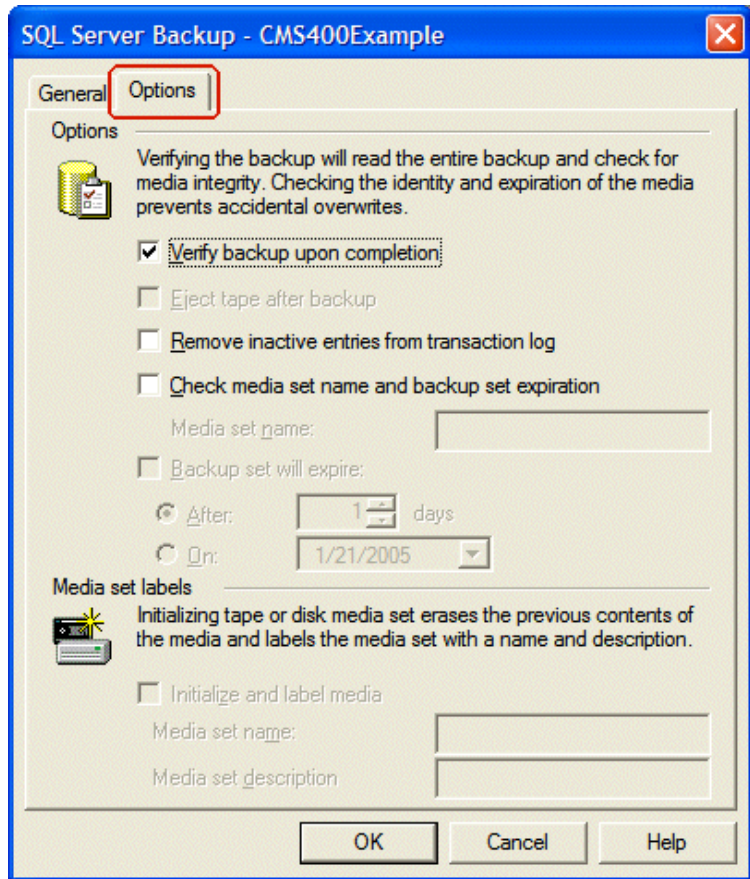 SQL Server Backup - CMS400Example
General
Options
Options
Verifying the backup will read the entire backup and check for
media integrity. Checking the identity and expiration of the media
prevents accidental overwrites.
Verify backup upon completion
Eject tape after backup
Remove inactive entries from transaction log
Check media set name and backup set expiration
Media set name:
Backup set will expire:
After: 1 days
On: 1/21/2005
Media set labels
Initializing tape or disk media set erases the previous contents of
the media and labels the media set with a name and description.
Initialize and label media
Media set name:
Media set description
OK Cancel Help